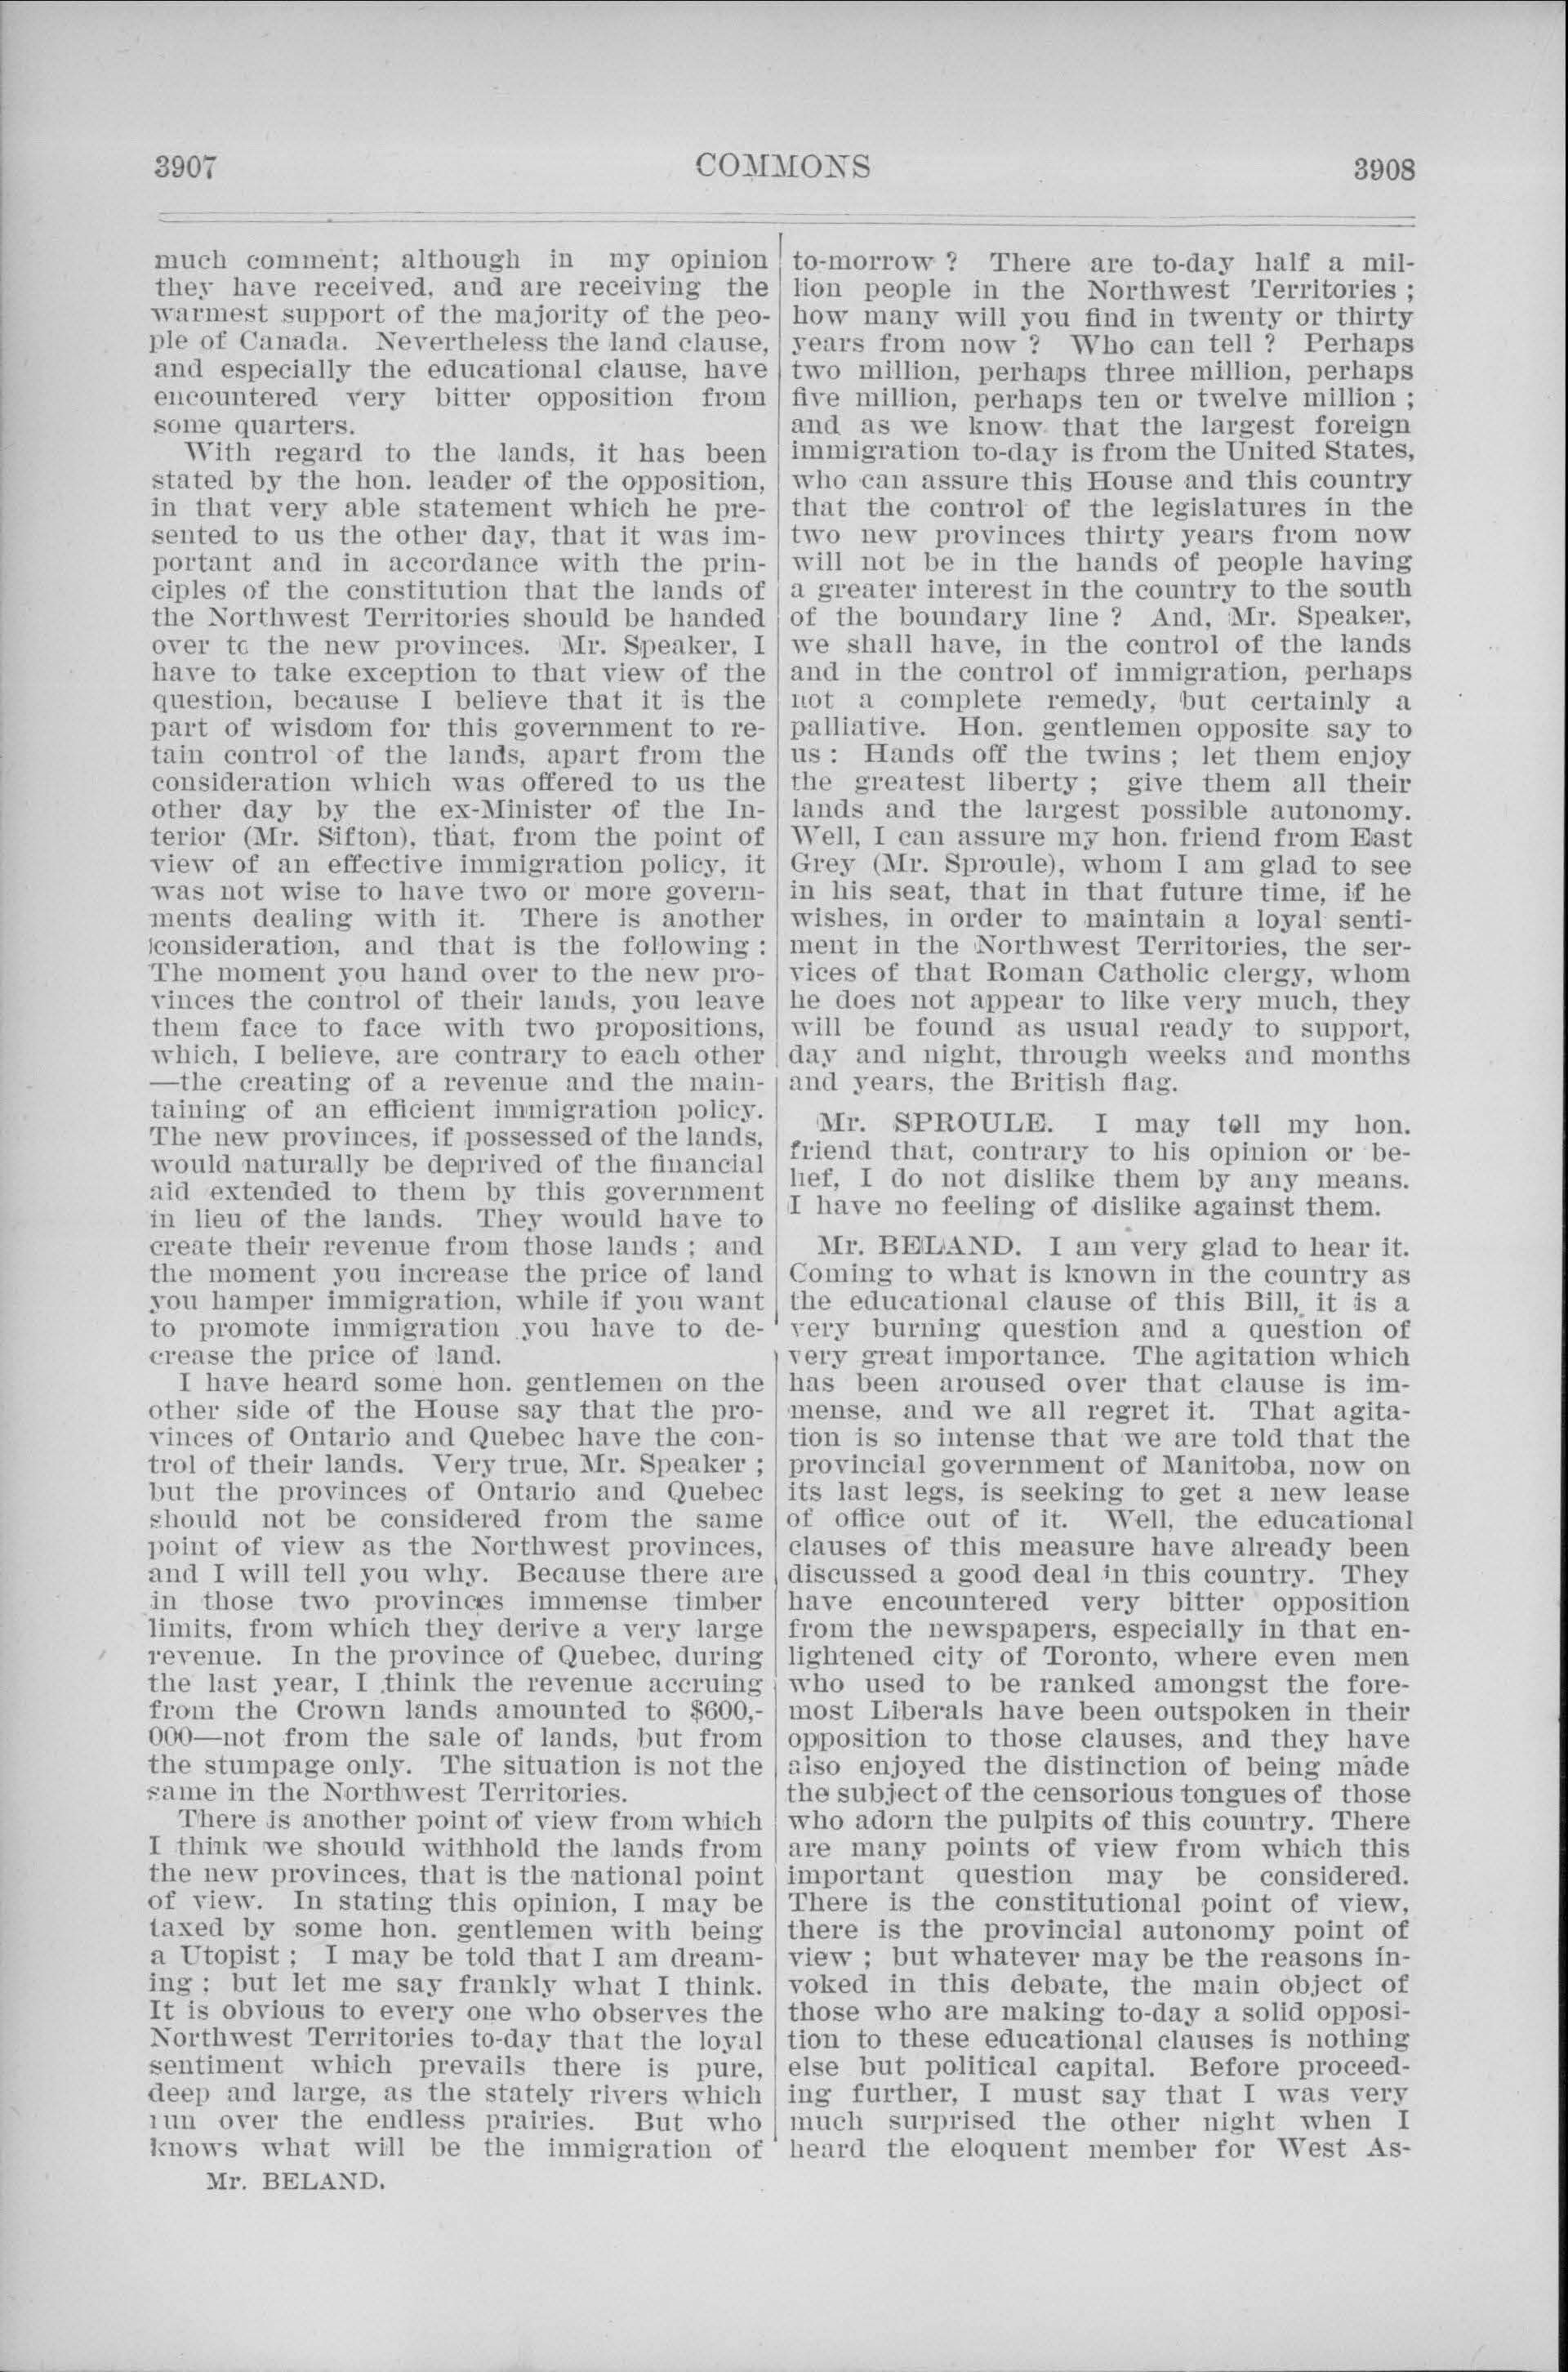 3907 COMMONS 3908
much comment; although in my opinion
they have received, and are receiving the
warmest support of the majority of the peo-
ple of Canada. Nevertheless the land clause,
and especially the educational clause, have
encountered very bitter opposition from
some quarters.
With regard to the lands, it has been
stated by the hon. leader of the opposition,
in that very able statement which he pre-
sented to us the other day, that it was im-
portant and in accordance with the prin-
ciples of the constitution that the lands of
the Northwest Territories should be handed
over to the new provinces. Mr. Speaker, I
have to take exception to that view of the
question, because I believe that it is the
part of wisdom for this government to re-
tain control of the lands, apart from the
consideration which was offered to us the
other day by the ex-Minister of the In-
terior (Mr. Sifton), that, from the point of
view of an effective immigration policy, it
was not wise to have two or more govern-
ments dealing with it. There is another
consideration, and that is the following :
The moment you hand over to the new pro-
vinces the control of their lands, you leave
them face to face with two propositions,
which, I believe, are contrary to each other
—the creating of a revenue and the main-
taining of an efficient immigration policy.
The new provinces, if possessed of the lands,
would naturally be deprived of the financial
aid extended to them by this government
in lieu of the lands. They would have to
create their revenue from those lands ; and
the moment you increase the price of land
you hamper immigration, while if you want
to promote immigration you have to de-
crease the price of land.
I have heard some hon. gentlemen on the
other side of the House say that the pro-
vinces of Ontario and Quebec have the con-
trol of their lands. Very true, Mr. Speaker ;
but the provinces of Ontario and Quebec
should not be considered from the same
point of view as the Northwest provinces,
and I will tell you why. Because there are
in those two provinces immense timber
limits, from which they derive a very large
revenue. In the province of Quebec, during
the last year, I think the revenue accruing
from the Crown lands amounted to $600,-
000—not from the sale of lands, but from
the stumpage only. The situation is not the
same in the Northwest Territories.
There is another point of view from which
I think we should withhold the lands from
the new provinces, that is the national point
of view. In stating this opinion, I may be
taxed by some hon. gentlemen with being
a Utopist ; I may be told that I am dream-
ing ; but let me say frankly what I think.
It is obvious to every one who observes the
Northwest Territories to-day that the loyal
sentiment which prevails there is pure,
deep and large, as the stately rivers which
run over the endless prairies. But who
knows what will be the immigration of
Mr. BELAND.
to-morrow ? There are to-day half a mil-
lion people in the Northwest Territories ;
how many will you find in twenty or thirty
years from now ? Who can tell ? Perhaps
two million, perhaps three million, perhaps
five million, perhaps ten or twelve million ;
and as we know that the largest foreign
immigration to-day is from the United States,
who can assure this House and this country
that the control of the legislatures in the
two new provinces thirty years from now
will not be in the hands of people having
a greater interest in the country to the south
of the boundary line ? And, Mr. Speaker,
we shall have, in the control of the lands
and in the control of immigration, perhaps
not a complete remedy, but certainly a
palliative. Hon. gentlemen opposite say to
us : Hands off the twins ; let them enjoy
the greatest liberty ; give them all their
lands and the largest possible autonomy.
Well, I can assure my hon. friend from East
Grey (Mr. Sproule), whom I am glad to see
in his seat, that in that future time, if he
wishes, in order to maintain a loyal senti-
ment in the Northwest Territories, the ser-
vices of that Roman Catholic clergy, whom
he does not appear to like very much, they
will be found as usual ready to support,
day and night, through weeks and months
and years, the British flag.
Mr. SPROULE. I may tell my hon.
friend that, contrary to his opinion or be-
lief, I do not dislike them by any means.
I have no feeling of dislike against them.
Mr. BELAND. I am very glad to hear it.
Coming to what is known in the country as
the educational clause of this Bill, it is a
very burning question and a question of
very great importance. The agitation which
has been aroused over that clause is im-
mense, and we all regret it. That agita-
tion is so intense that we are told that the
provincial government of Manitoba, now on
its last legs, is seeking to get a new lease
of office out of it. Well, the educational
clauses of this measure have already been
discussed a good deal in this country. They
have encountered very bitter opposition
from the newspapers, especially in that en-
lightened city of Toronto, where even men
who used to be ranked amongst the fore-
most Liberals have been outspoken in their
opposition to those clauses, and they have
also enjoyed the distinction of being made
the subject of the censorious tongues of those
who adorn the pulpits of this country. There
are many points of view from which this
important question may be considered.
There is the constitutional point of view,
there is the provincial autonomy point of
view ; but whatever may be the reasons in-
voked in this debate, the main object of
those who are making to-day a solid opposi-
tion to these educational clauses is nothing
else but political capital. Before proceed-
ing further, I must say that I was very
much surprised the other night when I
heard the eloquent member for West As-